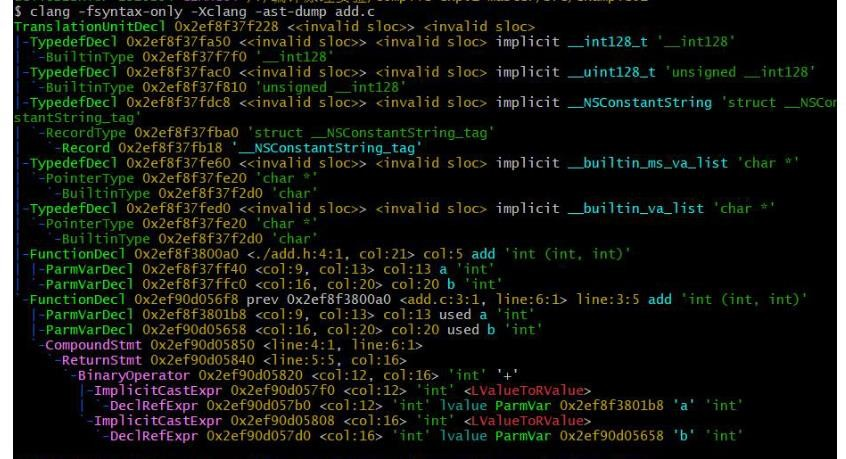 $ clang -fsyntax-only -Xclang -ast-dump add.c
TranslationUnitDecl 0x2ef8f37f228 <<invalid sloc>> <invalid sloc>
|-TypedefDecl 0x2ef8f37fa50 <<invalid sloc>> <invalid sloc> implicit __int128_t '__int128'
| `-BuiltinType 0x2ef8f37f7f0 '__int128'
|-TypedefDecl 0x2ef8f37fac0 <<invalid sloc>> <invalid sloc> implicit __uint128_t 'unsigned __int128'
| `-BuiltinType 0x2ef8f37f810 'unsigned __int128'
|-TypedefDecl 0x2ef8f37fdc8 <<invalid sloc>> <invalid sloc> implicit __NSConstantString 'struct __NSCon
stantString_tag'
| `-RecordType 0x2ef8f37fba0 'struct __NSConstantString_tag'
|   `-Record 0x2ef8f37fb18 '__NSConstantString_tag'
|-TypedefDecl 0x2ef8f37fe60 <<invalid sloc>> <invalid sloc> implicit __builtin_ms_va_list 'char *'
| `-PointerType 0x2ef8f37fe20 'char *'
|   `-BuiltinType 0x2ef8f37f2d0 'char'
|-TypedefDecl 0x2ef8f37fed0 <<invalid sloc>> <invalid sloc> implicit __builtin_va_list 'char *'
| `-PointerType 0x2ef8f37fe20 'char *'
|   `-BuiltinType 0x2ef8f37f2d0 'char'
|-FunctionDecl 0x2ef8f3800a0 <./add.h:4:1, col:21> col:5 add 'int (int, int)'
| |-ParmVarDecl 0x2ef8f37ff40 <col:9, col:13> col:13 a 'int'
| `-ParmVarDecl 0x2ef8f37ffc0 <col:16, col:20> col:20 b 'int'
`-FunctionDecl 0x2ef90d056f8 prev 0x2ef8f3800a0 <add.c:3:1, line:6:1> line:3:5 add 'int (int, int)'
  |-ParmVarDecl 0x2ef8f3801b8 <col:9, col:13> col:13 used a 'int'
  |-ParmVarDecl 0x2ef90d05658 <col:16, col:20> col:20 used b 'int'
  `-CompoundStmt 0x2ef90d05850 <line:4:1, line:6:1>
    `-ReturnStmt 0x2ef90d05840 <line:5:5, col:16>
      `-BinaryOperator 0x2ef90d05820 <col:12, col:16> 'int' '+'
        |-ImplicitCastExpr 0x2ef90d057f0 <col:12> 'int' <LValueToRValue>
        | `-DeclRefExpr 0x2ef90d057b0 <col:12> 'int' lvalue ParmVar 0x2ef8f3801b8 'a' 'int'
        `-ImplicitCastExpr 0x2ef90d05808 <col:16> 'int' <LValueToRValue>
          `-DeclRefExpr 0x2ef90d057d0 <col:16> 'int' lvalue ParmVar 0x2ef90d05658 'b' 'int'